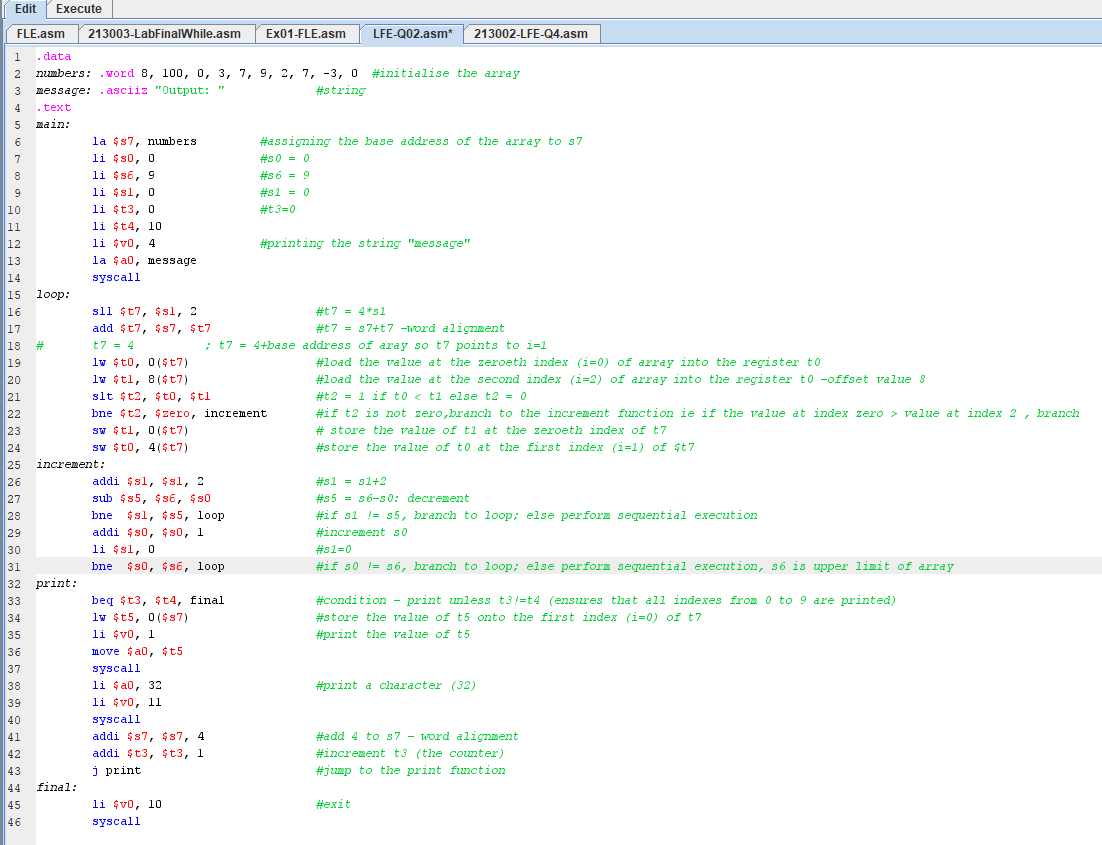 Edit Execute
FLE.asm 213003-LabFinalWhile.asm Ex01-FLE.asm LFE-Q02.asm* 213002-LFE-Q4.asm
1 .data
2 numbers: .word 8, 100, 0, 3, 7, 9, 2, 7, -3, 0 #initialise the array
3 message: .asciiz "Output: " #string
4 .text
5 main:
6 la $s7, numbers #assigning the base address of the array to s7
7 li $s0, 0 #s0 = 0
8 li $s6, 9 #s6 = 9
9 li $s1, 0 #s1 = 0
10 li $t3, 0 #t3=0
11 li $t4, 10
12 li $v0, 4 #printing the string "message"
13 la $a0, message
14 syscall
15 loop:
16 sll $t7, $s1, 2 #t7 = 4*s1
17 add $t7, $s7, $t7 #t7 = s7+t7 -word alignment
18 # t7 = 4 ; t7 = 4+base address of aray so t7 points to i=1
19 lw $t0, 0($t7) #load the value at the zeroeth index (i=0) of array into the register t0
20 lw $t1, 8($t7) #load the value at the second index (i=2) of array into the register t0 -offset value 8
21 slt $t2, $t0, $t1 #t2 = 1 if t0 < t1 else t2 = 0
22 bne $t2, $zero, increment #if t2 is not zero,branch to the increment function ie if the value at index zero > value at index 2 , branch
23 sw $t1, 0($t7) # store the value of t1 at the zeroeth index of t7
24 sw $t0, 4($t7) #store the value of t0 at the first index (i=1) of $t7
25 increment:
26 addi $s1, $s1, 2 #s1 = s1+2
27 sub $s5, $s6, $s0 #s5 = s6-s0: decrement
28 bne $s1, $s5, loop #if s1 != s5, branch to loop; else perform sequential execution
29 addi $s0, $s0, 1 #increment s0
30 li $s1, 0 #s1=0
31 bne $s0, $s6, loop #if s0 != s6, branch to loop; else perform sequential execution, s6 is upper limit of array
32 print:
33 beq $t3, $t4, final #condition - print unless t3!=t4 (ensures that all indexes from 0 to 9 are printed)
34 lw $t5, 0($s7) #store the value of t5 onto the first index (i=0) of t7
35 li $v0, 1 #print the value of t5
36 move $a0, $t5
37 syscall
38 li $a0, 32 #print a character (32)
39 li $v0, 11
40 syscall
41 addi $s7, $s7, 4 #add 4 to s7 - word alignment
42 addi $t3, $t3, 1 #increment t3 (the counter)
43 j print #jump to the print function
44 final:
45 li $v0, 10 #exit
46 syscall